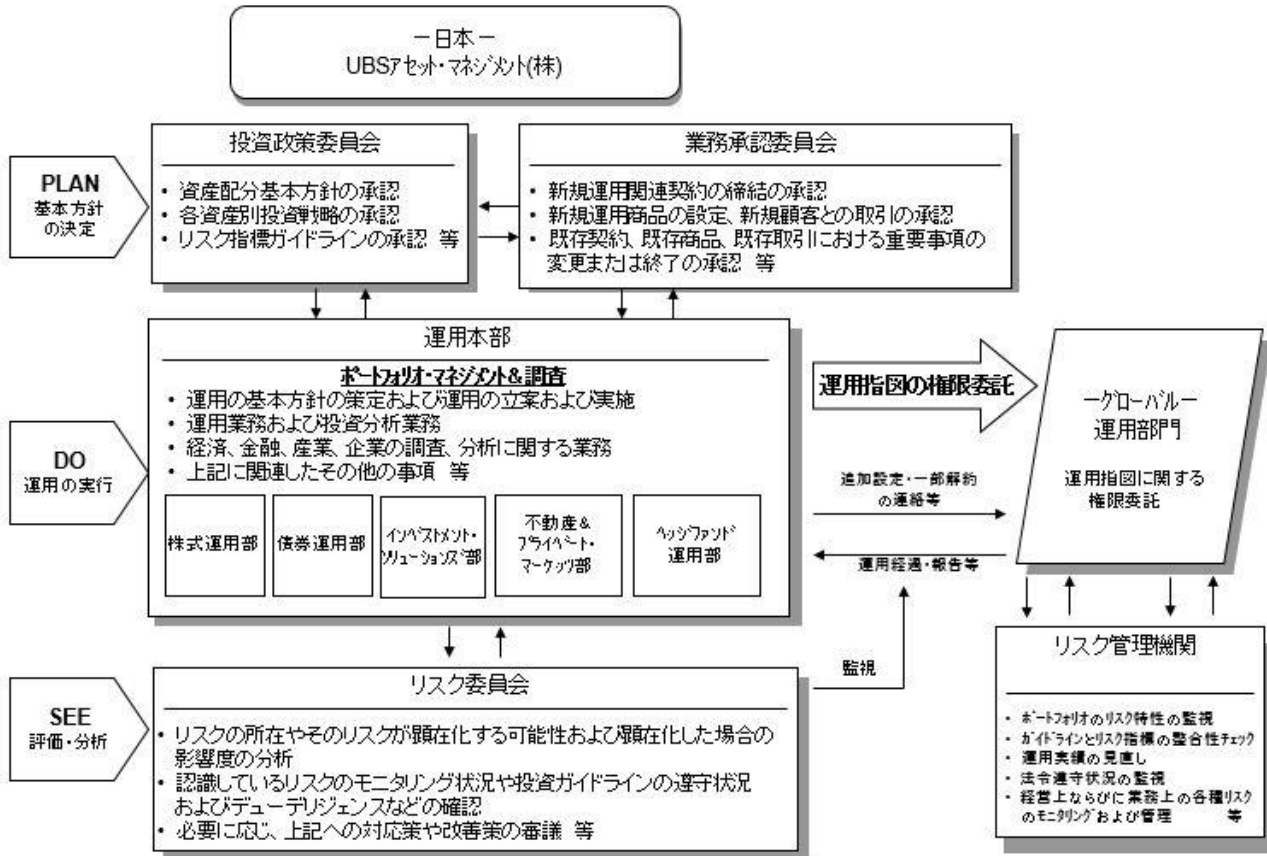 －日本－
UBSアセット・マネジメント(株)
投資政策委員会
・ 資産配分基本方針の承認
・ 各資産別投資戦略の承認
・ リスク指標ガイドラインの承認 等
業務承認委員会
・ 新規運用関連契約の締結の承認
・ 新規運用商品の設定、新規顧客との取引の承認
・ 既存契約、既存商品、既存取引における重要事項の
変更または終了の承認 等
PLAN
基本方針
の決定
運用本部
ポートフォリオ・マネジメント&調査
・ 運用の基本方針の策定および運用の立案および実施
・ 運用業務および投資分析業務
・ 経済、金融、産業、企業の調査、分析に関する業務
・ 上記に関連したその他の事項 等
DO
運用の実行
株式運用部
債券運用部
インベストメント・
ソリューションズ部
不動産&
プライベート・
マーケッツ部
ヘッジファンド
運用部
運用指図の権限委託
追加設定・一部解約
の連絡等
運用経過・報告等
監視
－グローバル－
運用部門
運用指図に関する
権限委託
SEE
評価・分析
リスク委員会
・ リスクの所在やそのリスクが顕在化する可能性および顕在化した場合の
影響度の分析
・ 認識しているリスクのモニタリング状況や投資ガイドラインの遵守状況
およびデューデリジェンスなどの確認
・ 必要に応じ、上記への対応策や改善策の審議 等
リスク管理機関
・ ポートフォリオのリスク特性の監視
・ ガイドラインとリスク指標の整合性チェック
・ 運用実績の見直し
・ 法令遵守状況の監視
・ 経営上ならびに業務上の各種リスク
のモニタリングおよび管理 等